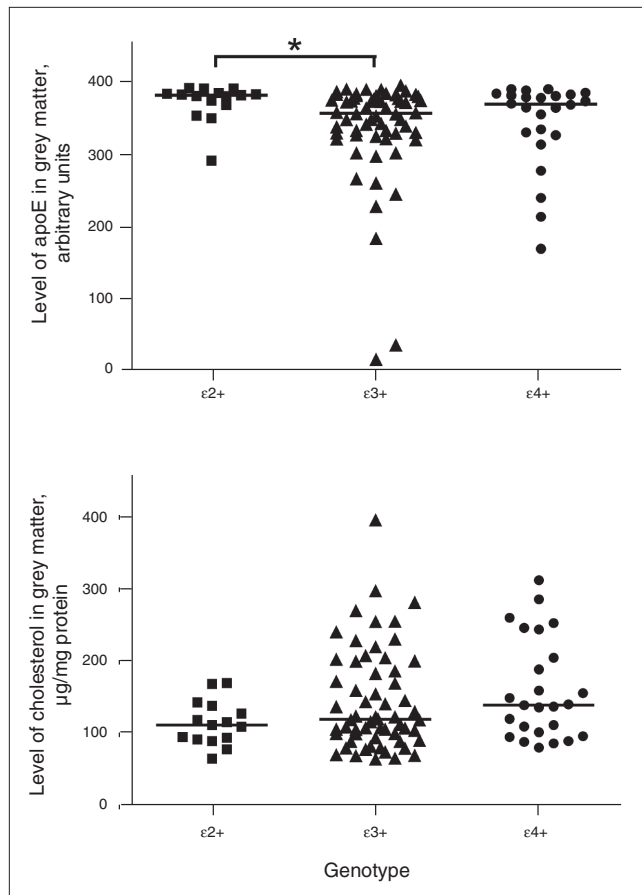 Level of apoE in grey matter,
arbitrary units
400
300
200
100
0
*
ε2+
ε3+
ε4+
Level of cholesterol in grey matter,
µg/mg protein
400
300
200
100
0
ε2+
ε3+
ε4+
Genotype